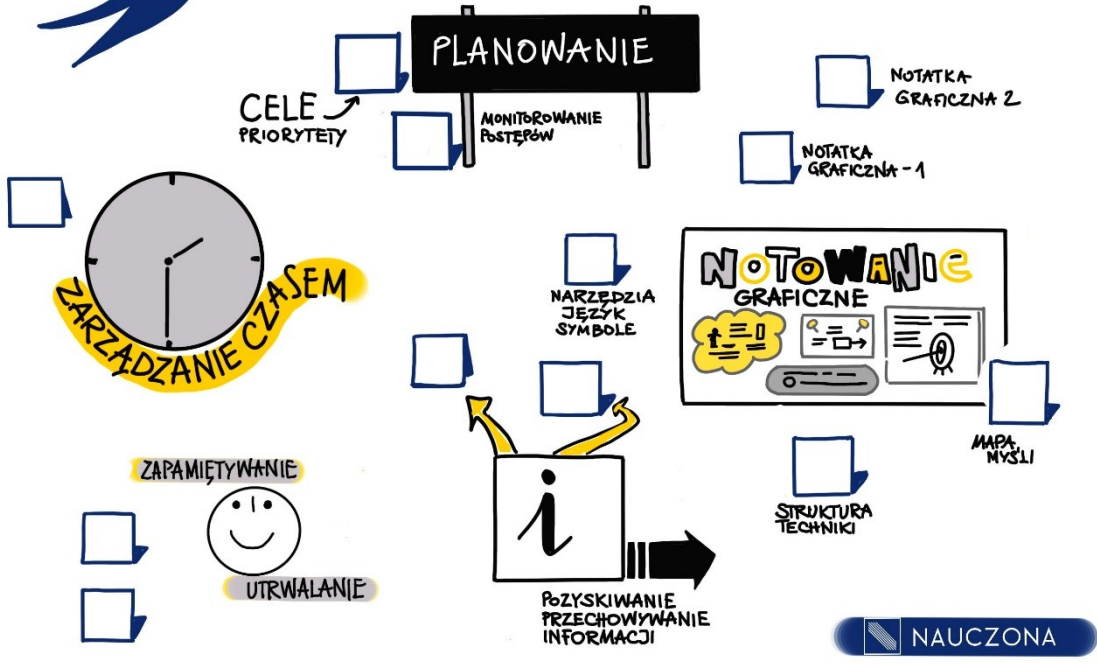 PLANOWANIE
CELE
PRIORYTETY
MONITOROWANIE
POSTĘPÓW
NOTATKA
GRAFICZNA 2
NOTATKA
GRAFICZNA - 1
ZARZĄDZANIE CZASEM
NARZĘDZIA
JĘZYK
SYMBOLE
NOTOWANIE
GRAFICZNE
MAPA
MYŚLI
STRUKTURA
TECHNIKI
ZAPAMIĘTYWANIE
UTRWALANIE
i
POZYSKIWANIE
PRZECHOWYWANIE
INFORMACJI
NAUCZONA